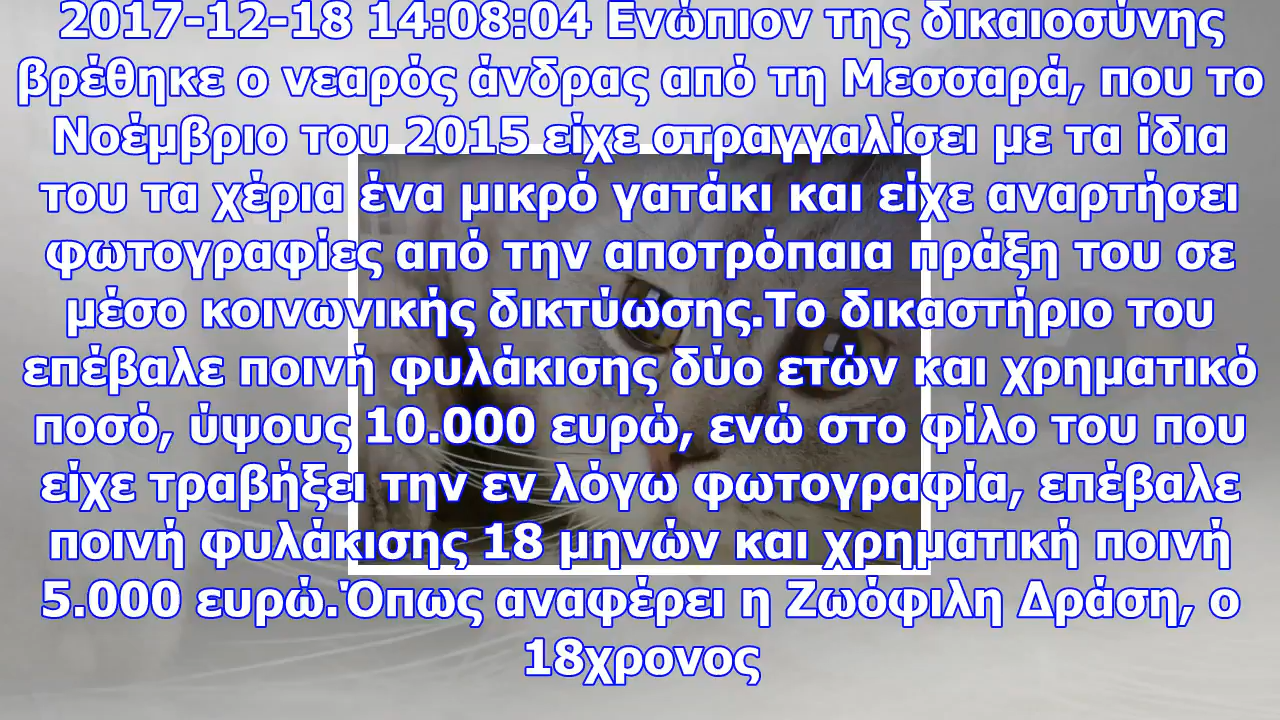 2017-12-18 14:08:04 Ενώπιον της δικαιοσύνης
βρέθηκε ο νεαρός άνδρας από τη Μεσσαρά, που το
Νοέμβριο του 2015 είχε στραγγαλίσει με τα ίδια
του τα χέρια ένα μικρό γατάκι και είχε αναρτήσει
φωτογραφίες από την αποτρόπαια πράξη του σε
μέσο κοινωνικής δικτύωσης.Το δικαστήριο του
επέβαλε ποινή φυλάκισης δύο ετών και χρηματικό
ποσό, ύψους 10.000 ευρώ, ενώ στο φίλο του που
είχε τραβήξει την εν λόγω φωτογραφία, επέβαλε
ποινή φυλάκισης 18 μηνών και χρηματική ποινή
5.000 ευρώ.Όπως αναφέρει η Ζωόφιλη Δράση, ο
18χρονος